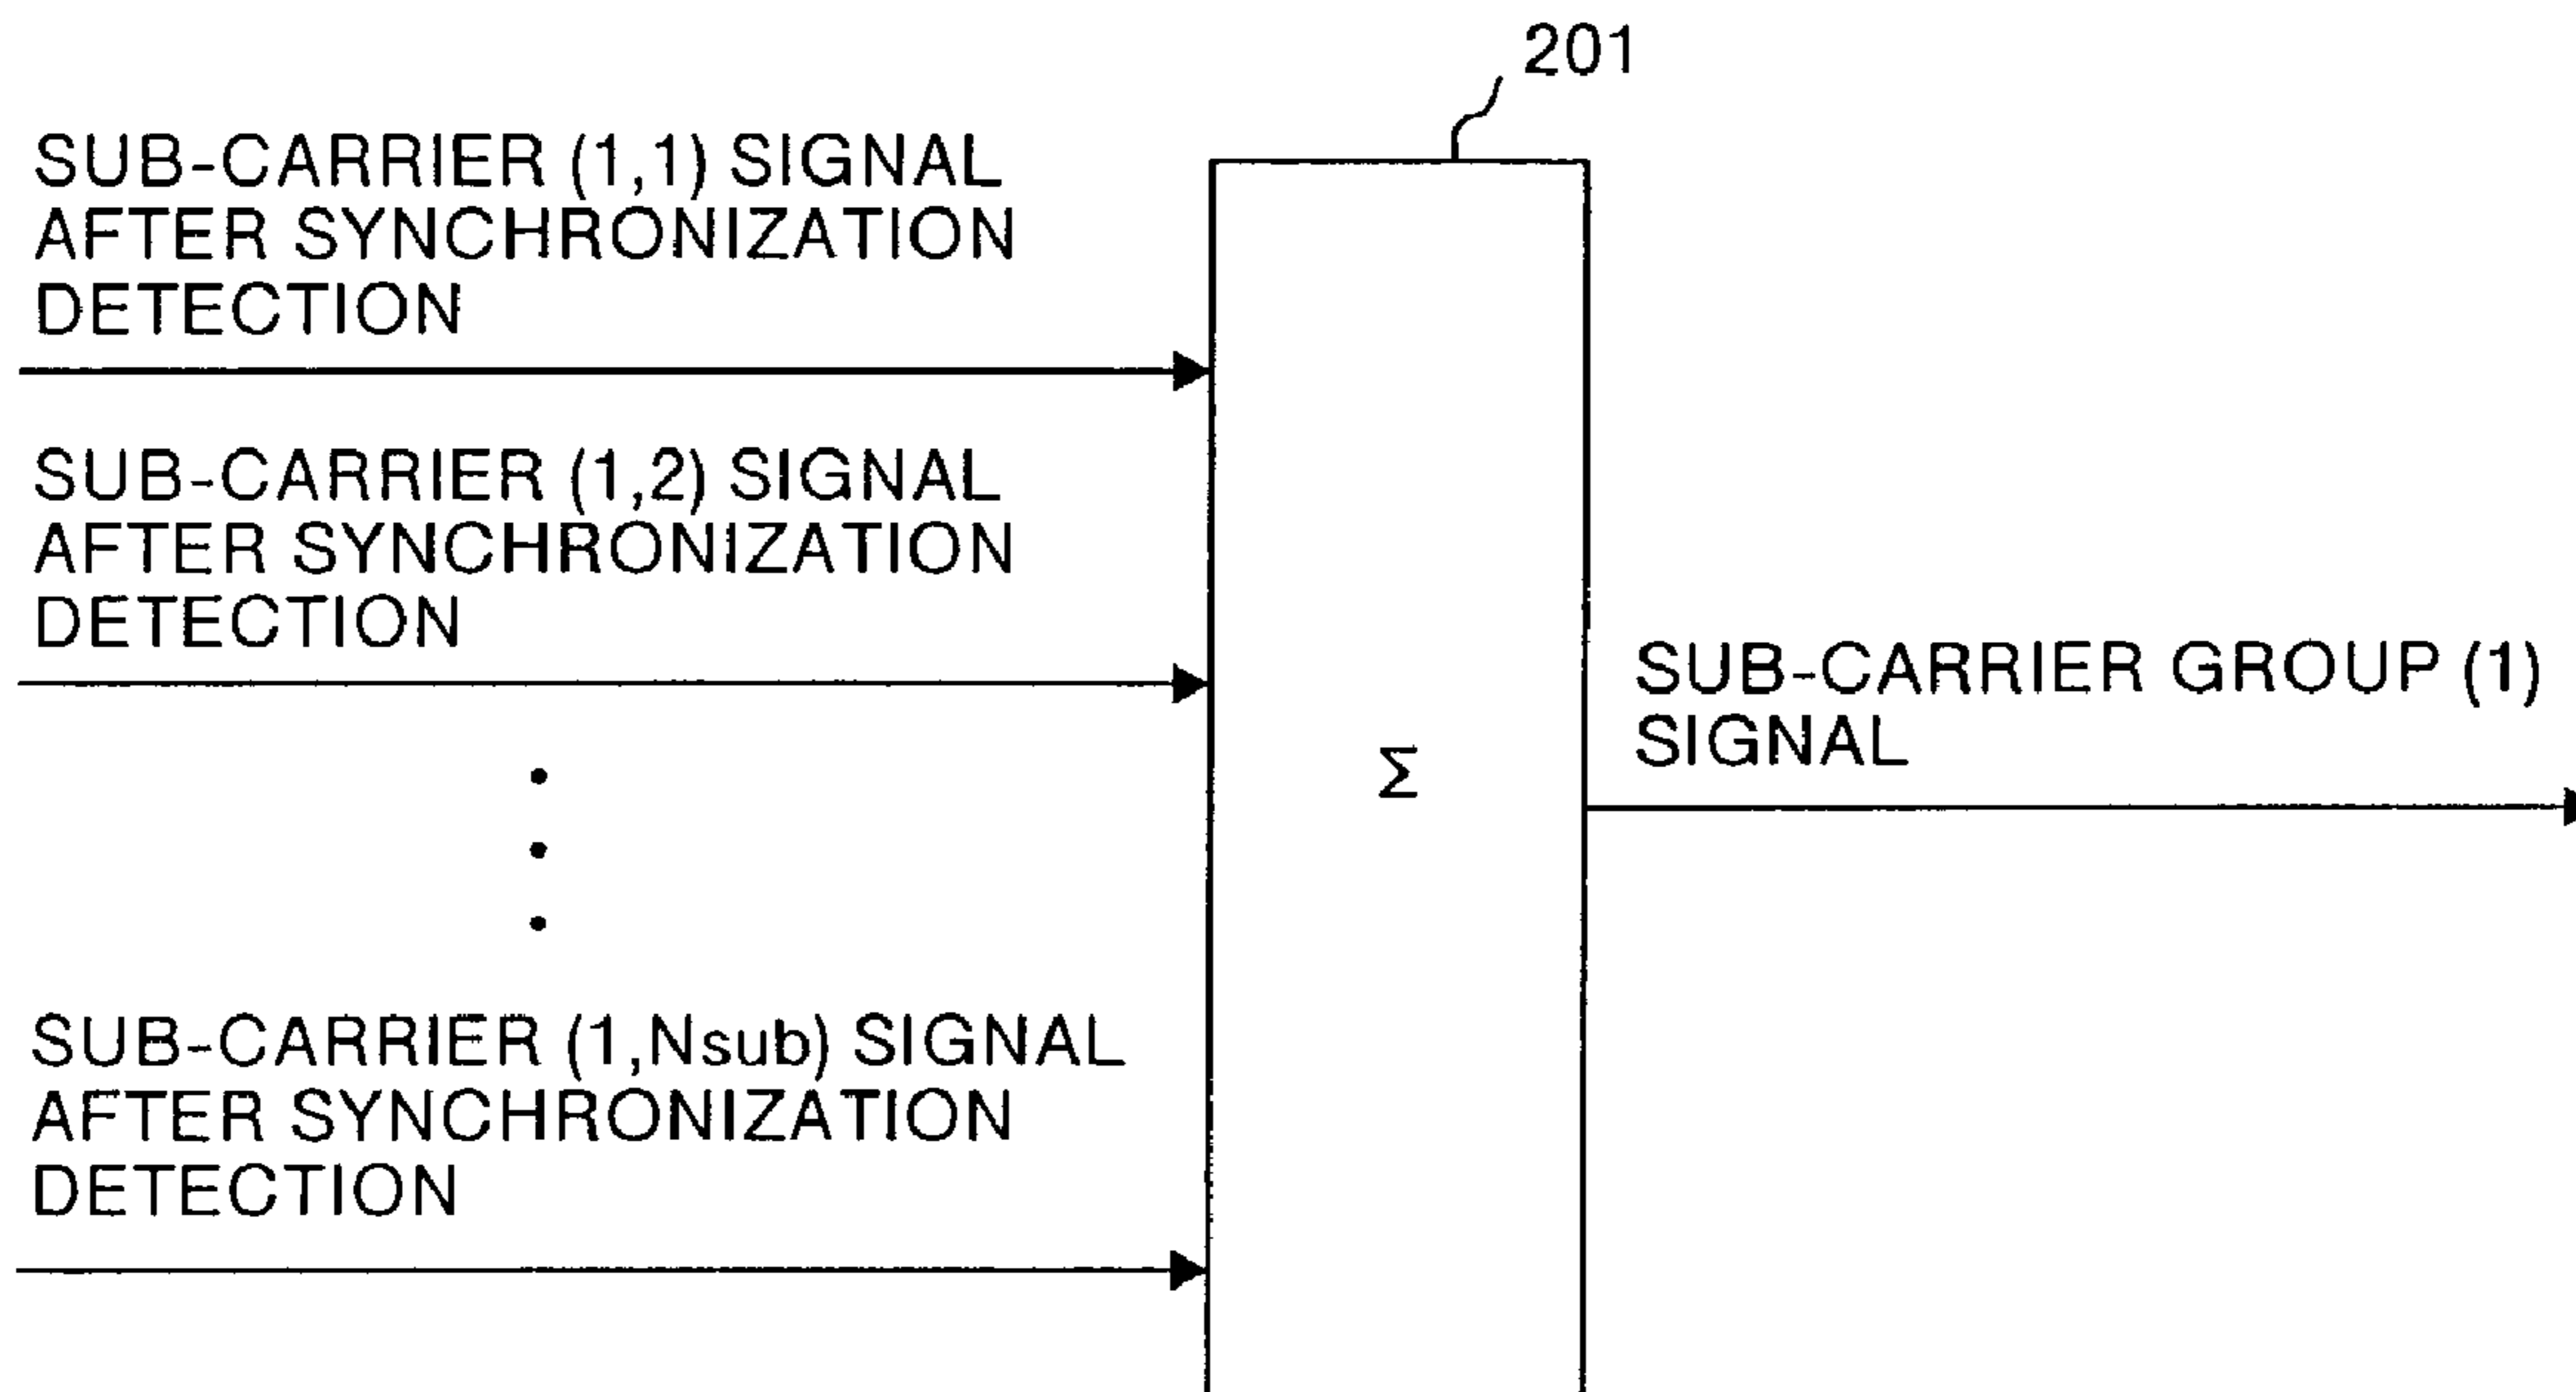 201
SUB-CARRIER (1,1) SIGNAL
AFTER SYNCHRONIZATION
DETECTION
SUB-CARRIER (1,2) SIGNAL
AFTER SYNCHRONIZATION
DETECTION
SUB-CARRIER GROUP (1)
SIGNAL
Σ
SUB-CARRIER (1,Nsub) SIGNAL
AFTER SYNCHRONIZATION
DETECTION